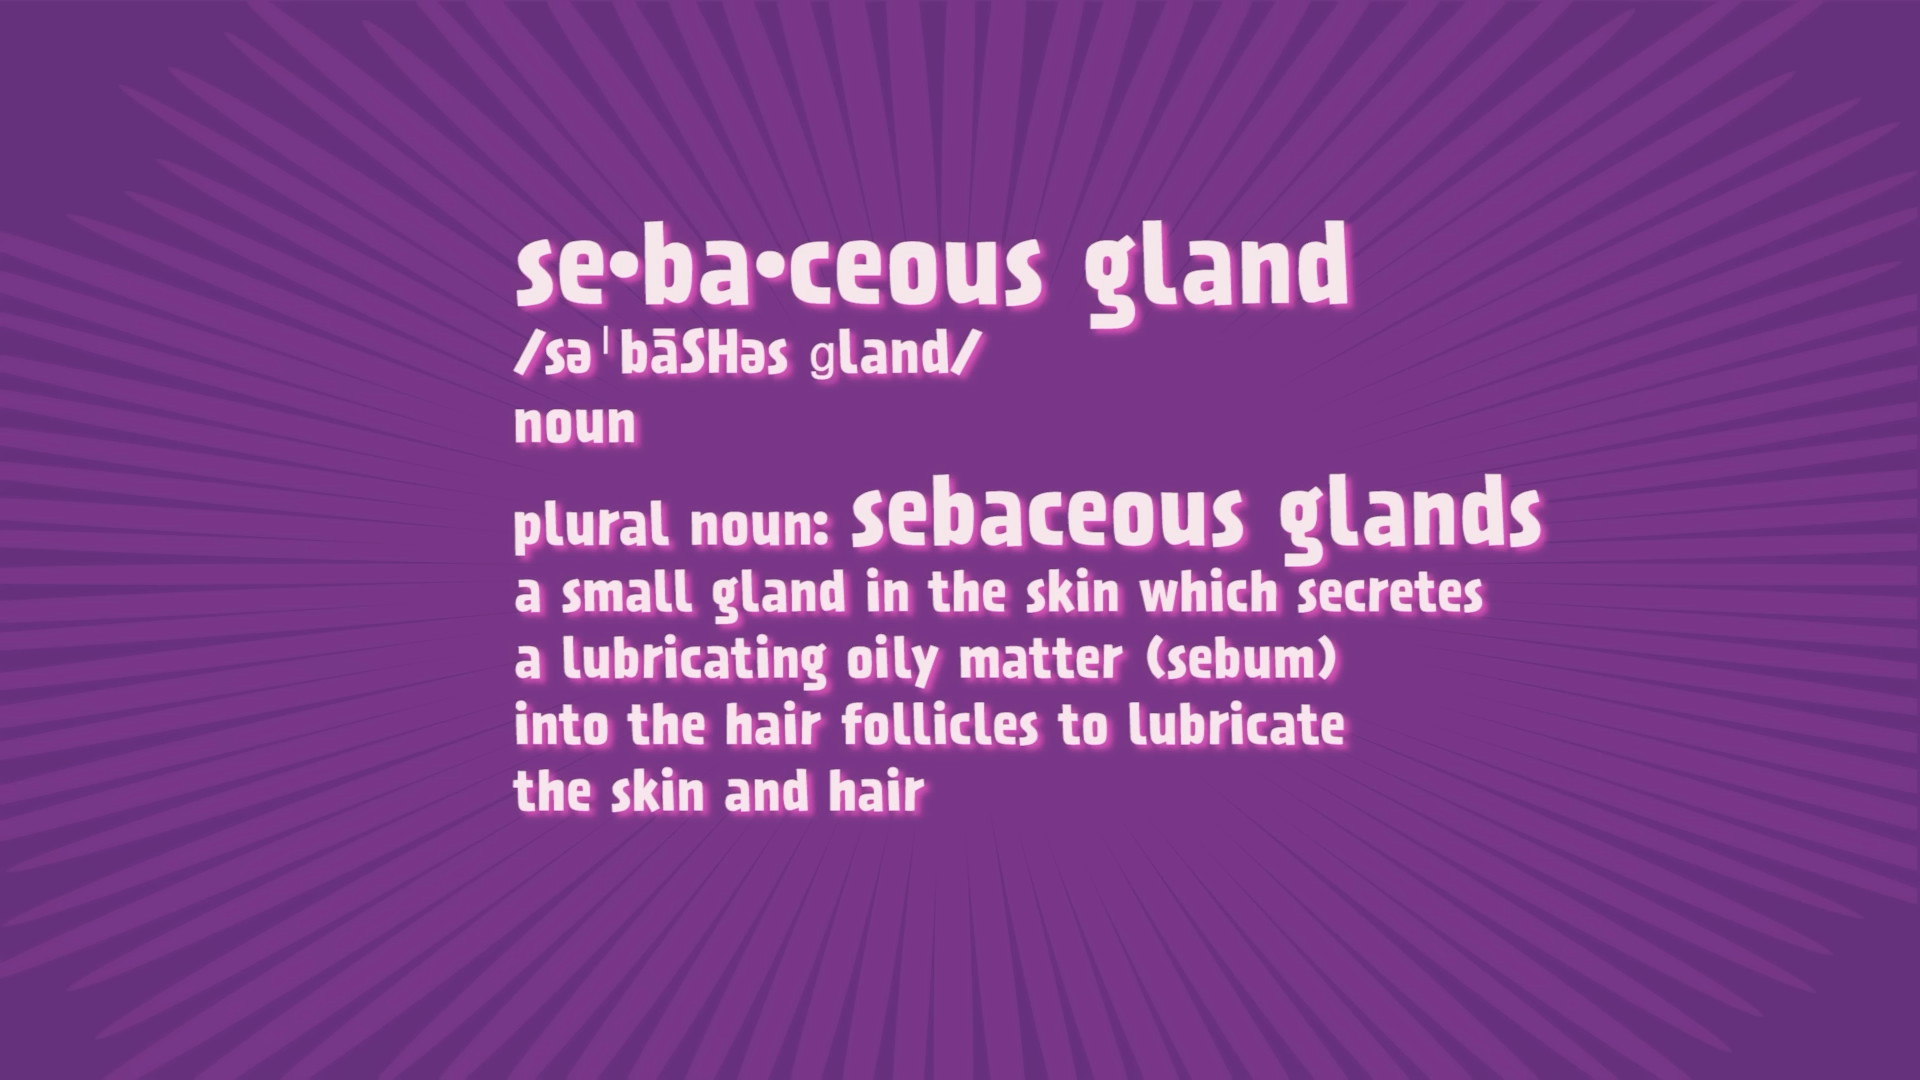 se•ba•ceous gland
/səˈbāSHəs ɡland/
noun
plural noun: sebaceous glands
a small gland in the skin which secretes
a lubricating oily matter (sebum)
into the hair follicles to lubricate
the skin and hair